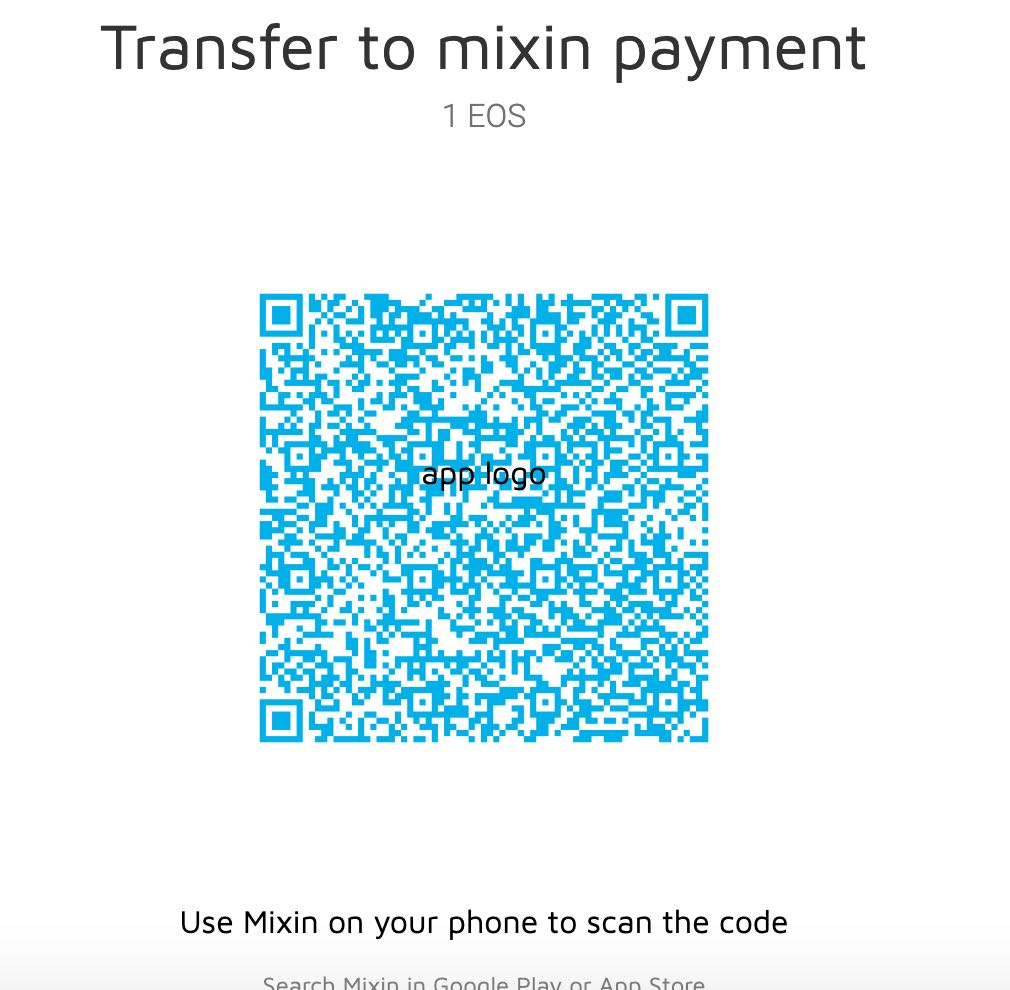 Transfer to mixin payment
1 EOS
app logo
Use Mixin on your phone to scan the code
Search Mixin in Google Play or App Store